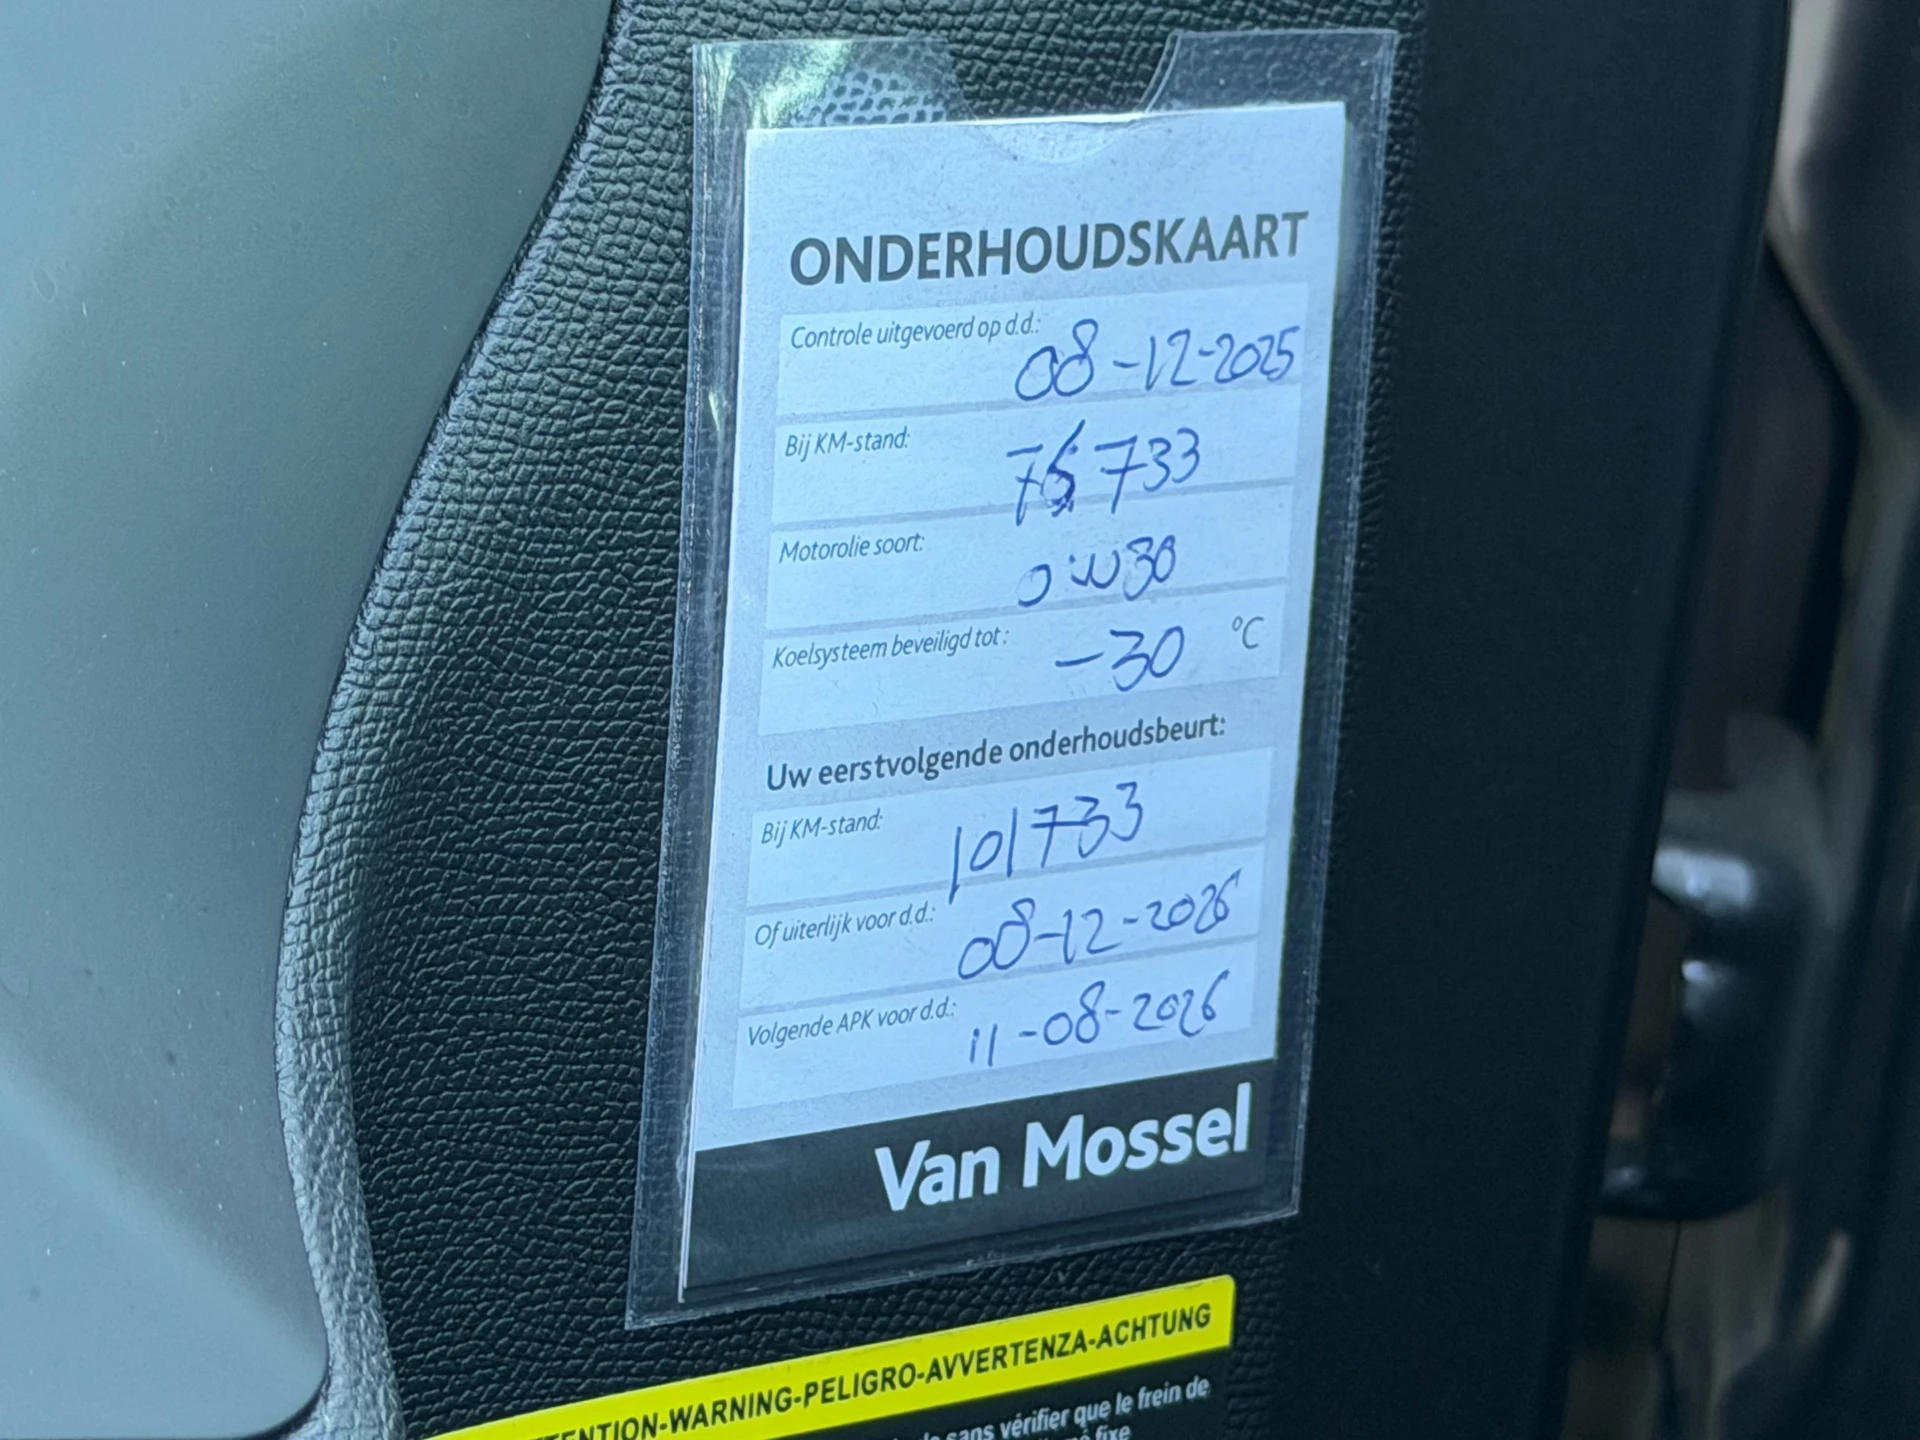 ONDERHOUDSKAART
Controle uitgevoerd op d.d.: 08-12-2025
Bij KM-stand: 76733
Motorolie soort: 0W30
Koelsysteem beveiligd tot: -30 °C
Uw eerstvolgende onderhoudsbeurt:
Bij KM-stand: 101733
Of uiterlijk voor d.d.: 08-12-2026
Volgende APK voor d.d.: 11-08-2026
Van Mossel
TENTION-WARNING-PELIGRO-AVVERTENZA-ACHTUNG
sans vérifier que le frein de
fixe